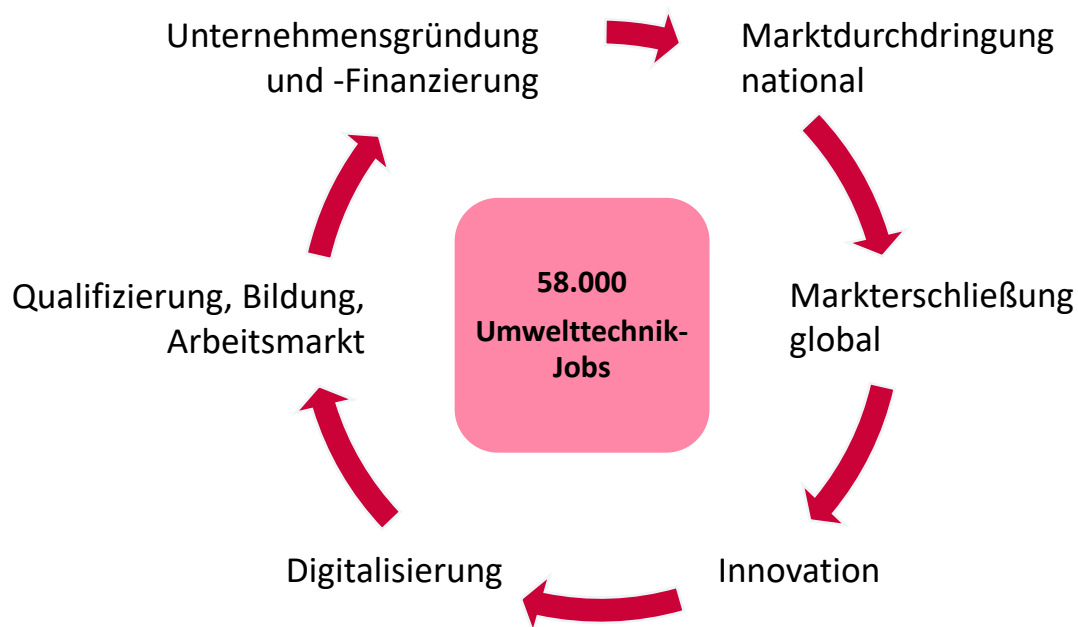 Unternehmensgründung
und -Finanzierung
Marktdurchdringung
national
Markterschließung
global
Innovation
Digitalisierung
Qualifizierung, Bildung,
Arbeitsmarkt
58.000
Umwelttechnik-
Jobs